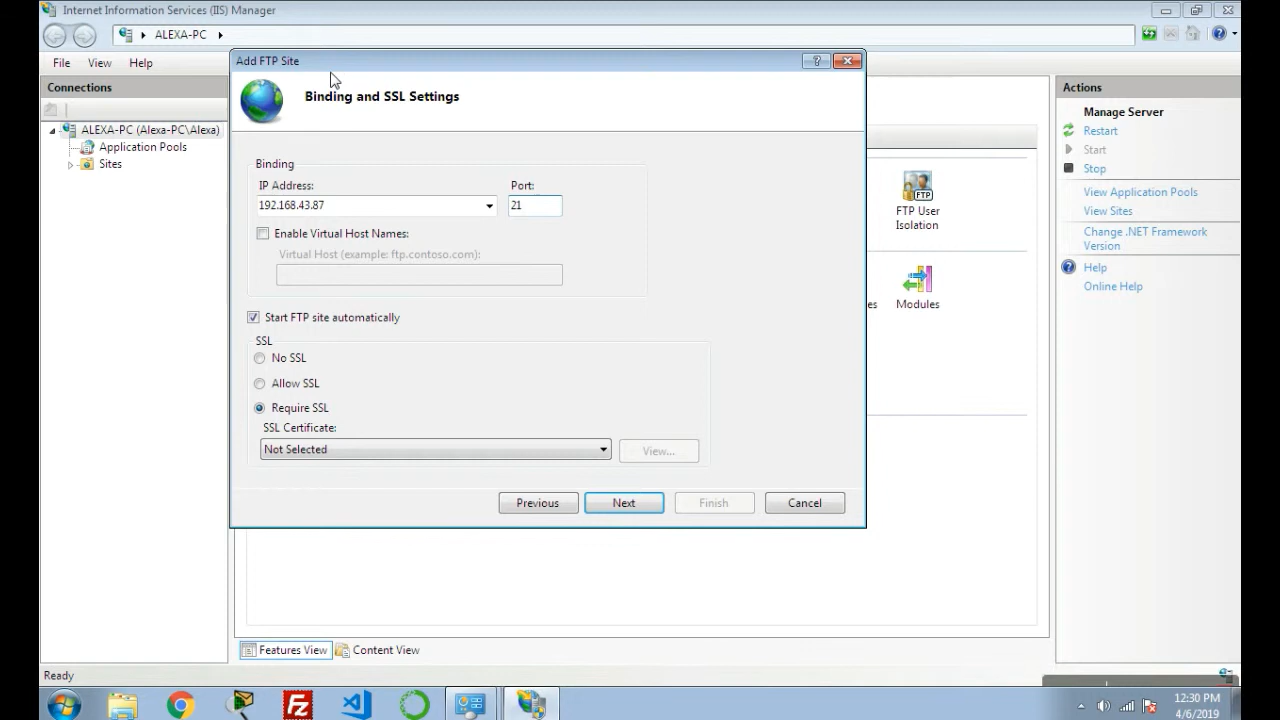 Internet Information Services (IIS) Manager
ALEXA-PC
File View Help
Connections
ALEXA-PC (Alexa-PC\Alexa)
Application Pools
Sites
Add FTP Site
Binding and SSL Settings
Binding
IP Address:
Port:
192.168.43.87
21
Enable Virtual Host Names:
Virtual Host (example: ftp.contoso.com):
Start FTP site automatically
SSL
No SSL
Allow SSL
Require SSL
SSL Certificate:
Not Selected
View...
Previous
Next
Finish
Cancel
FTP
FTP User
Isolation
Modules
Actions
Manage Server
Restart
Start
Stop
View Application Pools
View Sites
Change .NET Framework
Version
Help
Online Help
Features View
Content View
Ready
12:30 PM
4/6/2019